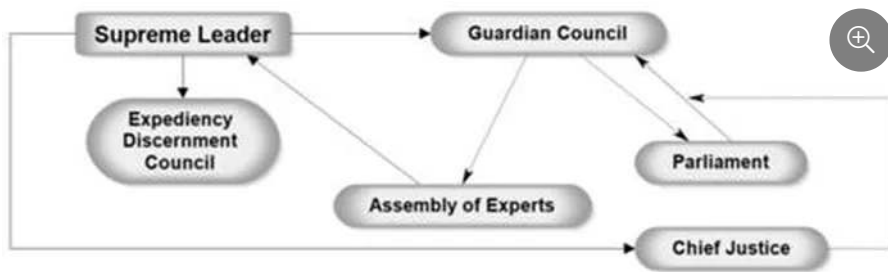 Supreme Leader
Guardian Council
Expediency
Discernment
Council
Parliament
Assembly of Experts
Chief Justice